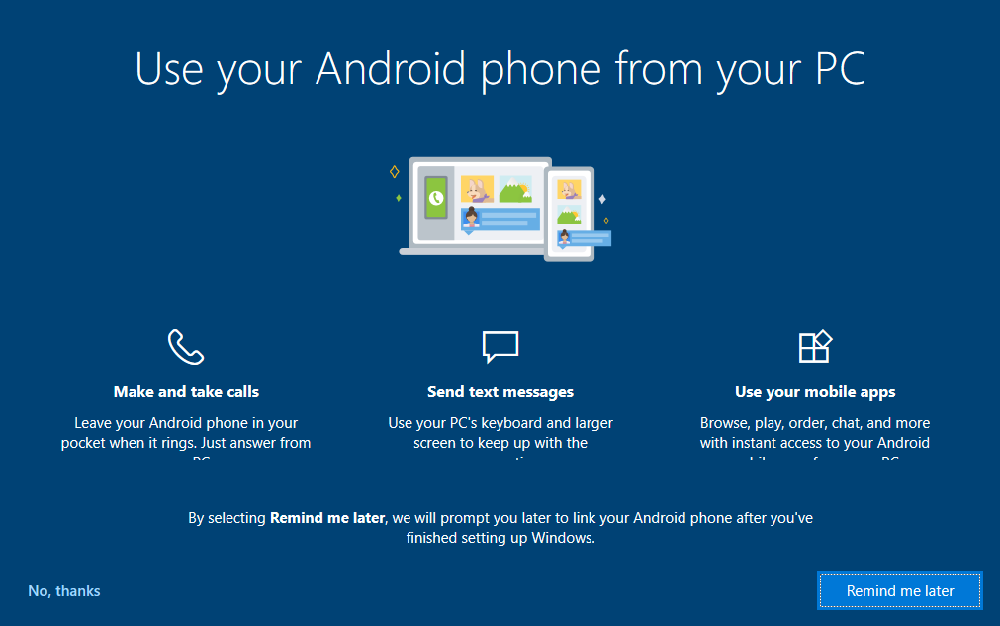 Use your Android phone from your PC
Make and take calls
Leave your Android phone in your
pocket when it rings. Just answer from
Send text messages
Use your PC's keyboard and larger
screen to keep up with the
Use your mobile apps
Browse, play, order, chat, and more
with instant access to your Android
By selecting Remind me later, we will prompt you later to link your Android phone after you've
finished setting up Windows.
No, thanks
Remind me later